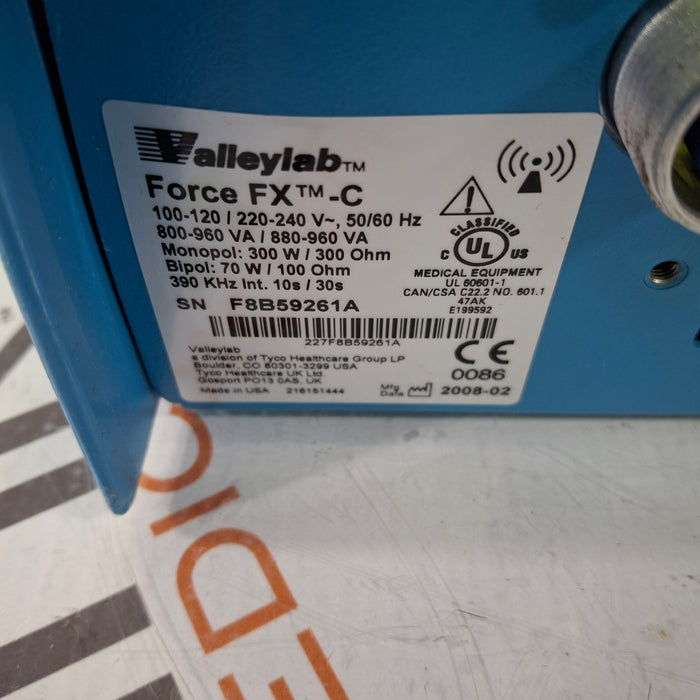 Valleylab™
Force FX™-C
100-120 / 220-240 V~, 50/60 Hz
800-960 VA / 880-960 VA
Monopol: 300 W / 300 Ohm
Bipol: 70 W / 100 Ohm
390 KHz Int. 10s / 30s
SN F8B59261A
227F8B59261A
CLASSIFIED
C UL US
MEDICAL EQUIPMENT
UL 60601-1
CAN/CSA C22.2 NO. 601.1
47AK
E199592
Valleylab
a division of Tyco Healthcare Group LP
Boulder, CO 80301-3299 USA
Tyco Healthcare UK Ltd.
Gosport PO13 0AS, UK
Made in USA 216151444
CE
0086
Mfg Date 2008-02
EDIC